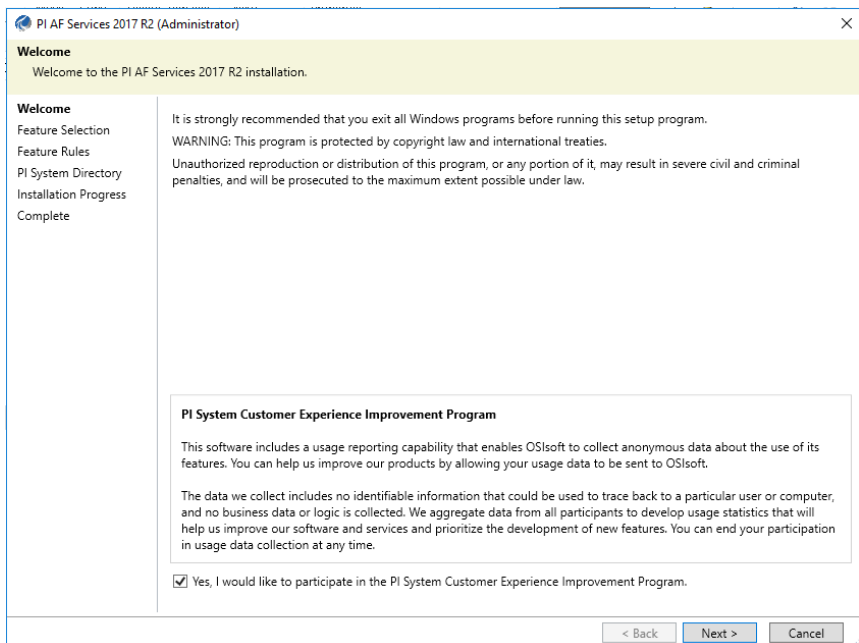 PI AF Services 2017 R2 (Administrator)
Welcome
Welcome to the PI AF Services 2017 R2 installation.
Welcome
Feature Selection
Feature Rules
PI System Directory
Installation Progress
Complete
It is strongly recommended that you exit all Windows programs before running this setup program.
WARNING: This program is protected by copyright law and international treaties.
Unauthorized reproduction or distribution of this program, or any portion of it, may result in severe civil and criminal
penalties, and will be prosecuted to the maximum extent possible under law.
PI System Customer Experience Improvement Program
This software includes a usage reporting capability that enables OSIsoft to collect anonymous data about the use of its
features. You can help us improve our products by allowing your usage data to be sent to OSIsoft.
The data we collect includes no identifiable information that could be used to trace back to a particular user or computer,
and no business data or logic is collected. We aggregate data from all participants to develop usage statistics that will
help us improve our software and services and prioritize the development of new features. You can end your participation
in usage data collection at any time.
Yes, I would like to participate in the PI System Customer Experience Improvement Program.
< Back Next > Cancel